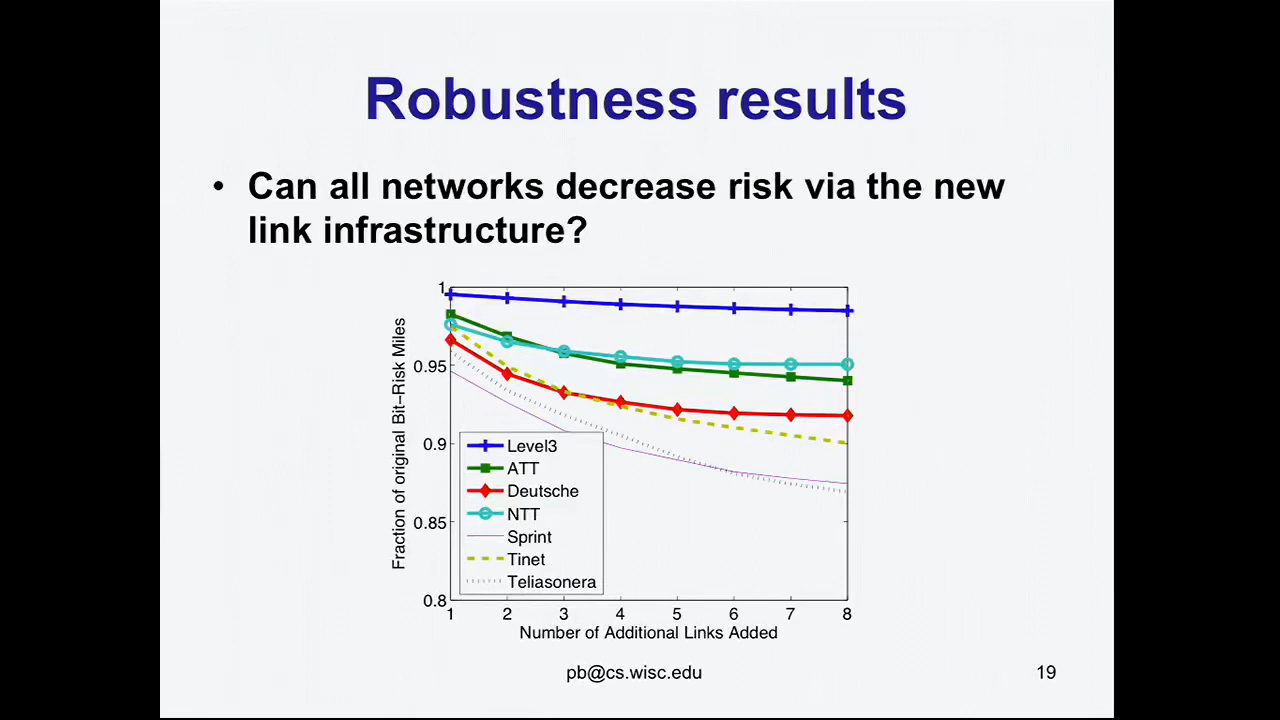 Robustness results
• Can all networks decrease risk via the new
link infrastructure?
1
0.95
0.9
0.85
0.8
Fraction of original Bit–Risk Miles
Level3
ATT
Deutsche
NTT
Sprint
Tinet
Teliasonera
1 2 3 4 5 6 7 8
Number of Additional Links Added
pb@cs.wisc.edu 19